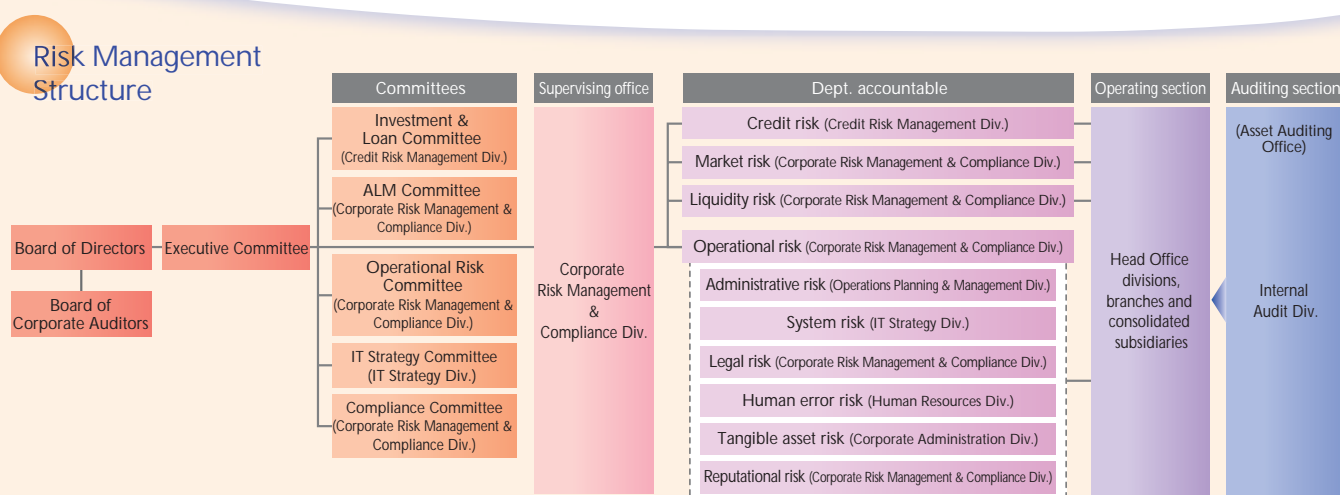 Risk Management
Structure
Committees
Supervising office
Dept. accountable
Operating section
Auditing section
Board of Directors
Board of
Corporate Auditors
Executive Committee
Investment &
Loan Committee
(Credit Risk Management Div.)
ALM Committee
(Corporate Risk Management &
Compliance Div.)
Operational Risk
Committee
(Corporate Risk Management &
Compliance Div.)
IT Strategy Committee
(IT Strategy Div.)
Compliance Committee
(Corporate Risk Management &
Compliance Div.)
Corporate
Risk Management
&
Compliance Div.
Credit risk (Credit Risk Management Div.)
Market risk (Corporate Risk Management & Compliance Div.)
Liquidity risk (Corporate Risk Management & Compliance Div.)
Operational risk (Corporate Risk Management & Compliance Div.)
Administrative risk (Operations Planning & Management Div.)
System risk (IT Strategy Div.)
Legal risk (Corporate Risk Management & Compliance Div.)
Human error risk (Human Resources Div.)
Tangible asset risk (Corporate Administration Div.)
Reputational risk (Corporate Risk Management & Compliance Div.)
Head Office
divisions,
branches and
consolidated
subsidiaries
(Asset Auditing
Office)
Internal
Audit Div.